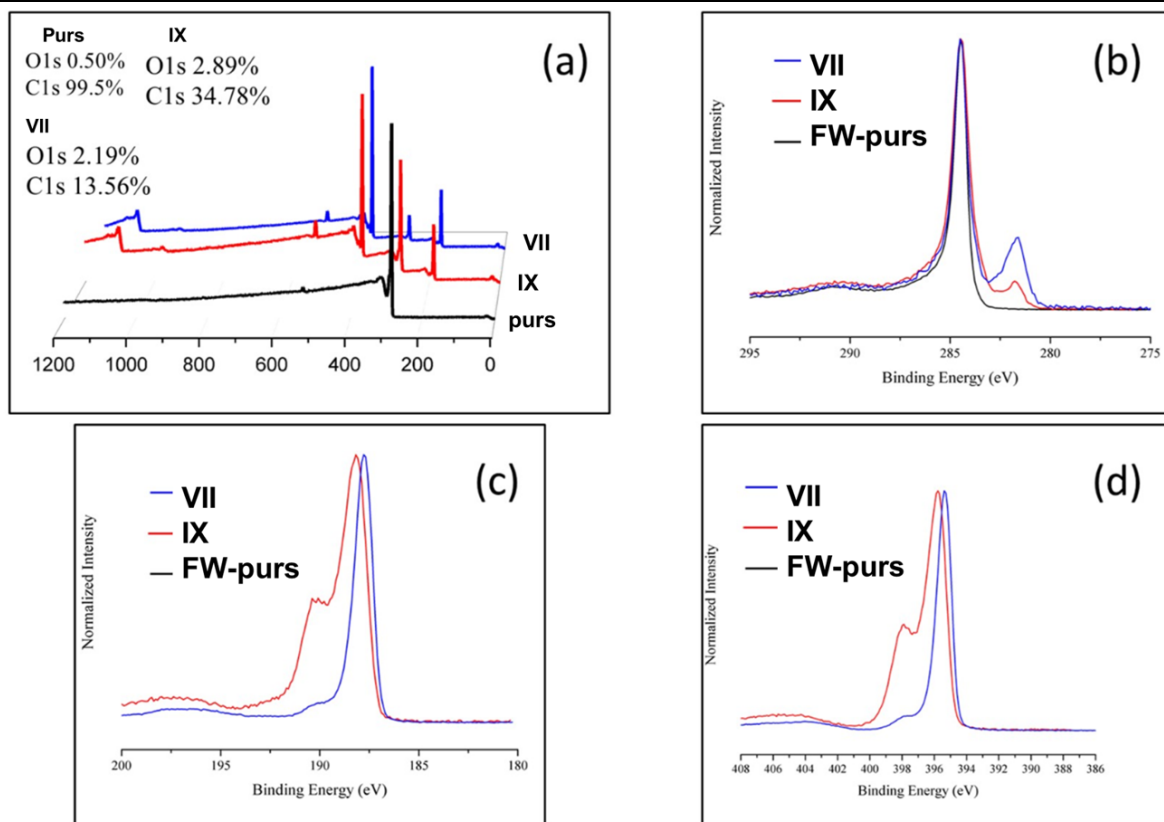 Purs
O1s 0.50%
C1s 99.5%
IX
O1s 2.89%
C1s 34.78%
VII
O1s 2.19%
C1s 13.56%
(a)
VII
IX
purs
1200 1000 800 600 400 200 0
(b)
VII
IX
FW-purs
Normalized Intensity
295 290 285 280 275
Binding Energy (eV)
(c)
VII
IX
FW-purs
Normalized Intensity
200 195 190 185 180
Binding Energy (eV)
(d)
VII
IX
FW-purs
Normalized Intensity
408 406 404 402 400 398 396 394 392 390 388 386
Binding Energy (eV)